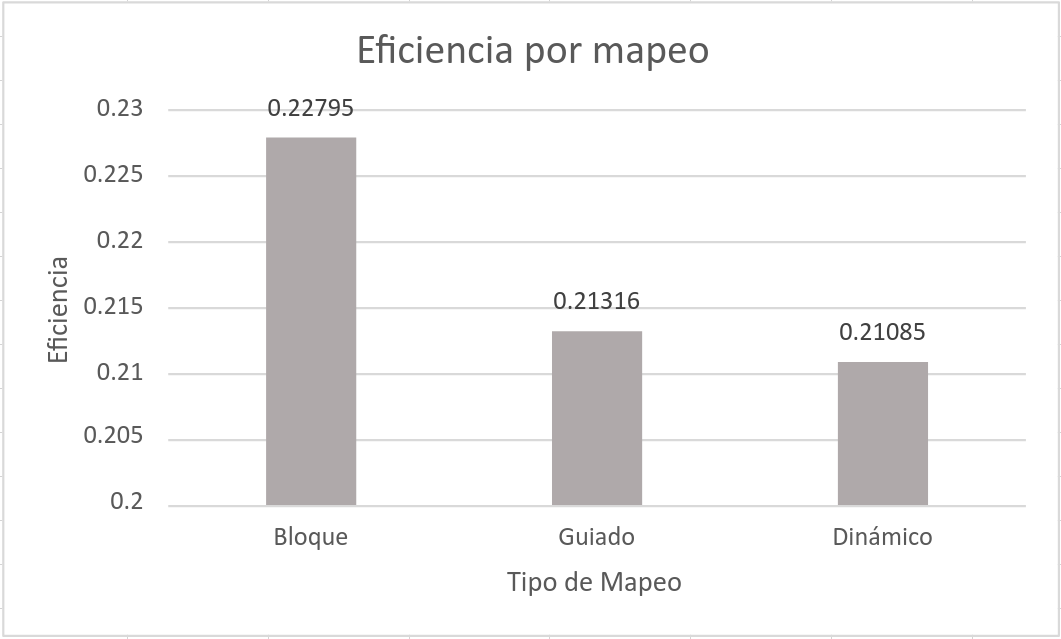 Eficiencia por mapeo
0.23
0.225
0.22
0.215
0.21
0.205
0.2
Eficiencia
0.22795
0.21316
0.21085
Bloque
Guiado
Dinámico
Tipo de Mapeo